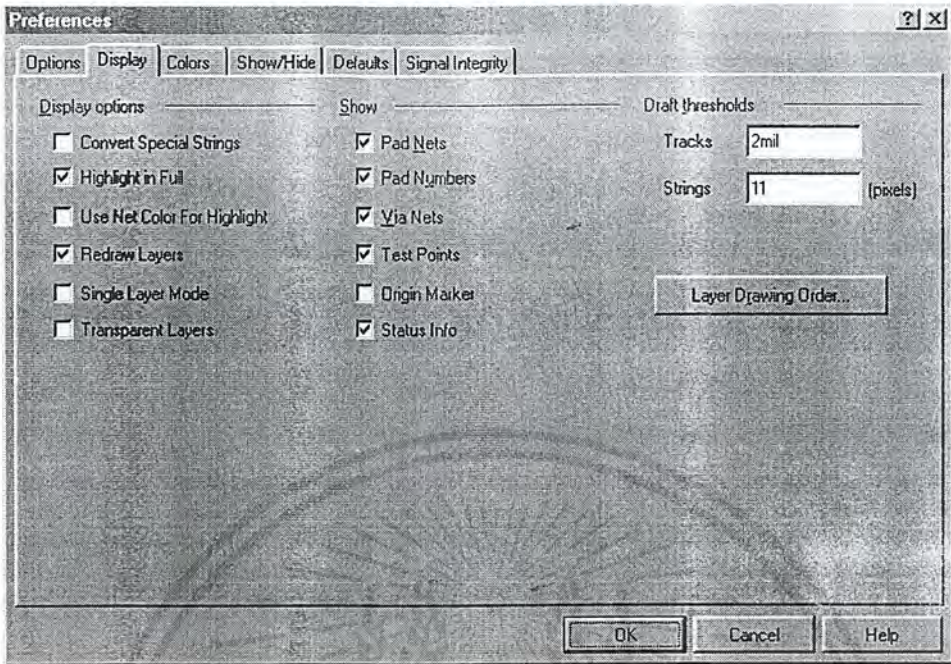 Preferences
? X
Options Display Colors Show/Hide Defaults Signal Integrity
Display options
Convert Special Strings
Highlight in Full
Use Net Color For Highlight
Redraw Layers
Single Layer Mode
Transparent Layers
Show
Pad Nets
Pad Numbers
Via Nets
Test Points
Origin Marker
Status Info
Draft thresholds
Tracks 2mil
Strings 11 (pixels)
Layer Drawing Order...
OK Cancel Help